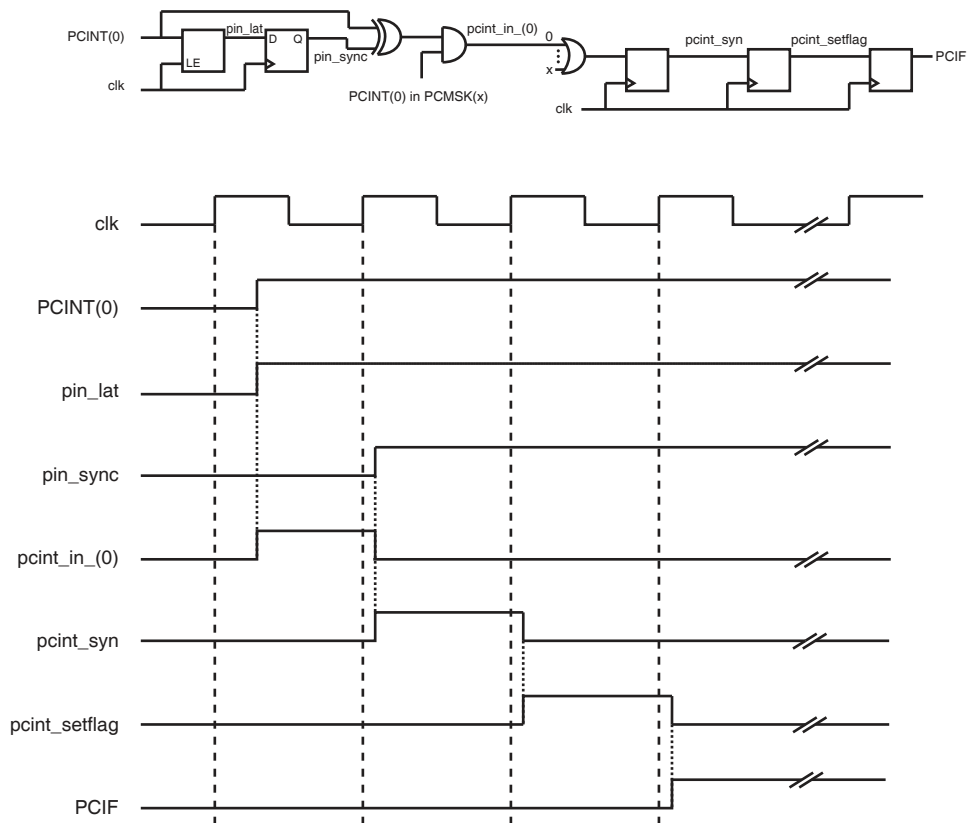 PCINT(0)
pin_lat
D
Q
LE
pin_sync
clk
PCINT(0) in PCMSK(x)
pcint_in_(0)
0
x
clk
pcint_syn
pcint_setflag
PCIF
clk
PCINT(0)
pin_lat
pin_sync
pcint_in_(0)
pcint_syn
pcint_setflag
PCIF